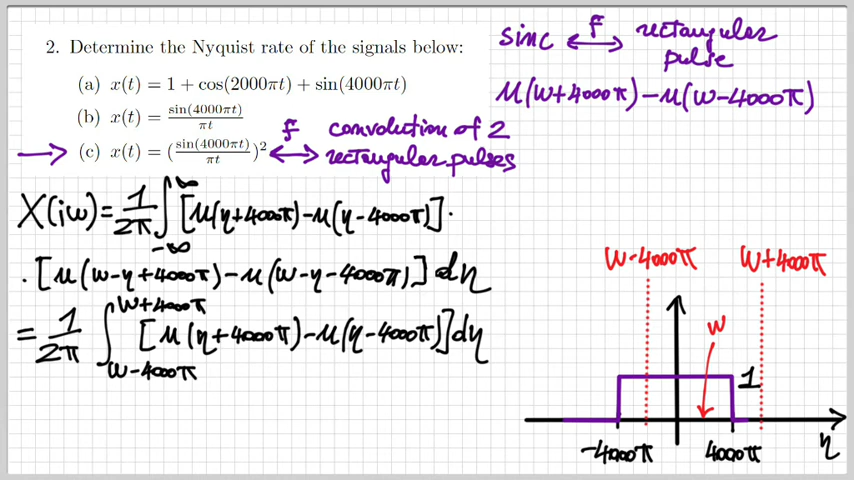 2. Determine the Nyquist rate of the signals below:
(a) x(t) = 1 + cos(2000πt) + sin(4000πt)
(b) x(t) = sin(4000πt)/πt
(c) x(t) = (sin(4000πt)/πt)²
sinc ←F→ rectangular
pulse
u(w+4000π)-u(w-4000π)
F convolution of 2
←→ rectangular pulses
X(iw)=1/2π ∫_{-∞}^{∞} [u(η+4000π)-u(η-4000π)]·
·[u(w-η+4000π)-u(w-η-4000π)]dη
=1/2π ∫_{w-4000π}^{w+4000π} [u(η+4000π)-u(η-4000π)]dη
w-4000π w+4000π
w
1
-4000π 4000π η